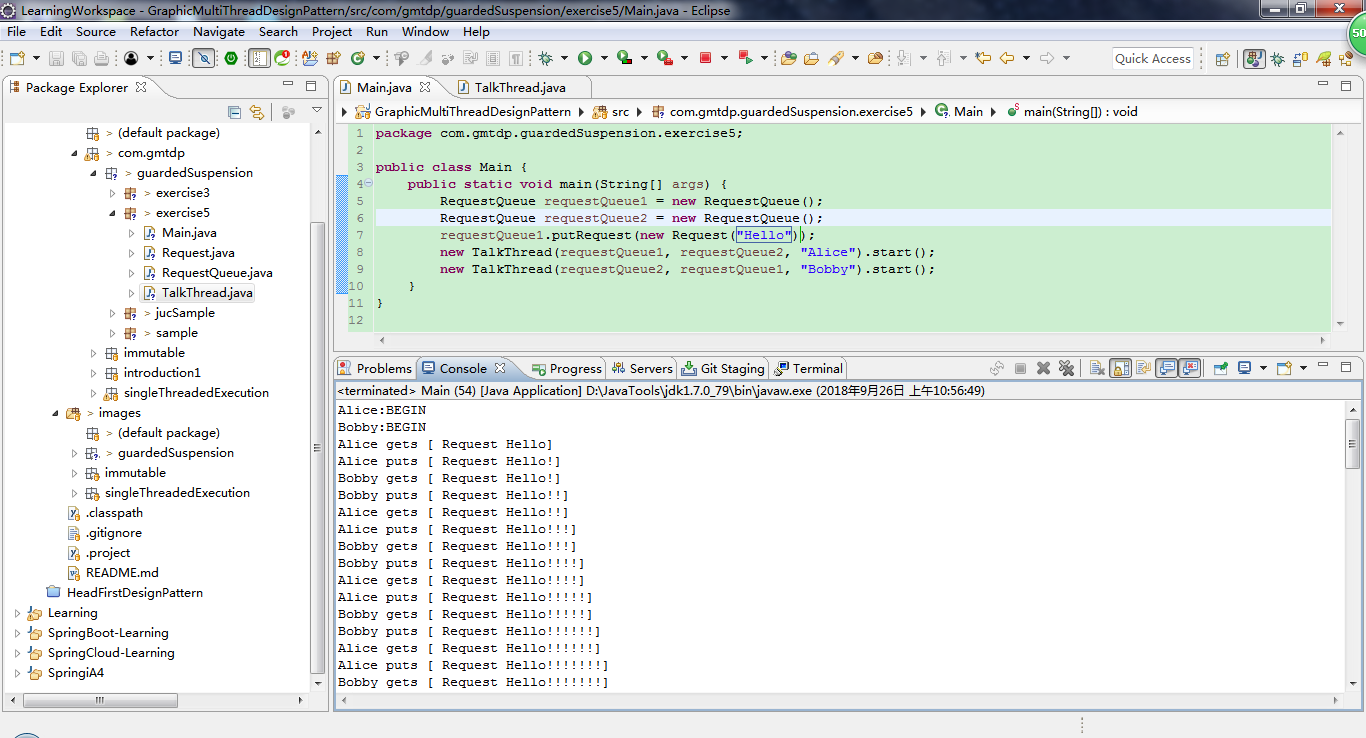 LearningWorkspace - GraphicMultiThreadDesignPattern/src/com/gmtdp/guardedSuspension/exercise5/Main.java - Eclipse
File Edit Source Refactor Navigate Search Project Run Window Help
50
Quick Access
Package Explorer
> (default package)
> com.gmtdp
> guardedSuspension
> exercise3
> exercise5
Main.java
Request.java
RequestQueue.java
TalkThread.java
> jucSample
> sample
immutable
introduction1
singleThreadedExecution
> images
> (default package)
> guardedSuspension
immutable
singleThreadedExecution
.classpath
.gitignore
.project
README.md
HeadFirstDesignPattern
Learning
SpringBoot-Learning
SpringCloud-Learning
SpringiA4
Main.java TalkThread.java
GraphicMultiThreadDesignPattern src com.gmtdp.guardedSuspension.exercise5 Main main(String[]) : void
1 package com.gmtdp.guardedSuspension.exercise5;
2
3 public class Main {
4 public static void main(String[] args) {
5 RequestQueue requestQueue1 = new RequestQueue();
6 RequestQueue requestQueue2 = new RequestQueue();
7 requestQueue1.putRequest(new Request("Hello"));
8 new TalkThread(requestQueue1, requestQueue2, "Alice").start();
9 new TalkThread(requestQueue2, requestQueue1, "Bobby").start();
10 }
11 }
12
Problems Console Progress Servers Git Staging Terminal
<terminated> Main (54) [Java Application] D:\JavaTools\jdk1.7.0_79\bin\javaw.exe (2018年9月26日 上午10:56:49)
Alice:BEGIN
Bobby:BEGIN
Alice gets [ Request Hello]
Alice puts [ Request Hello!]
Bobby gets [ Request Hello!]
Bobby puts [ Request Hello!!]
Alice gets [ Request Hello!!]
Alice puts [ Request Hello!!!]
Bobby gets [ Request Hello!!!]
Bobby puts [ Request Hello!!!!]
Alice gets [ Request Hello!!!!]
Alice puts [ Request Hello!!!!!]
Bobby gets [ Request Hello!!!!!]
Bobby puts [ Request Hello!!!!!!]
Alice gets [ Request Hello!!!!!!]
Alice puts [ Request Hello!!!!!!!]
Bobby gets [ Request Hello!!!!!!!]